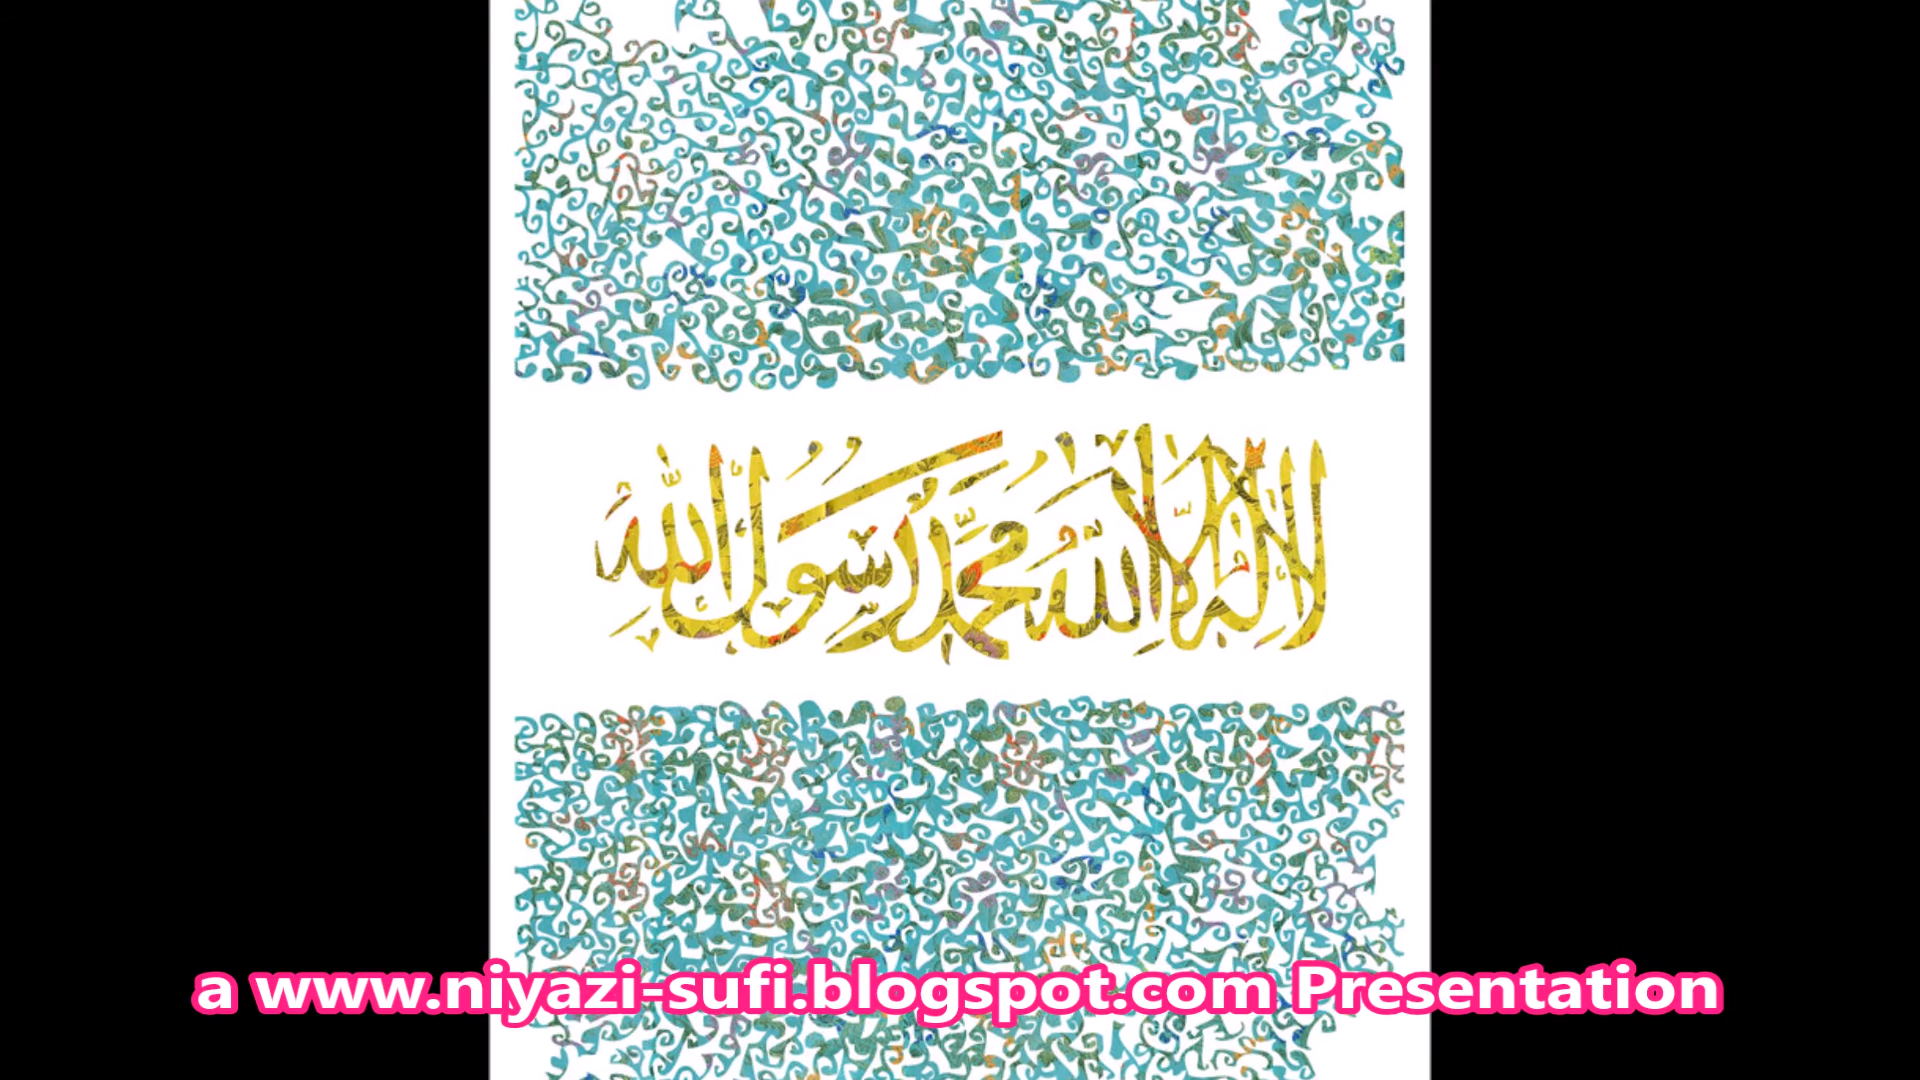 لا إله إلا الله محمد رسول الله
a www.niyazi-sufi.blogspot.com Presentation